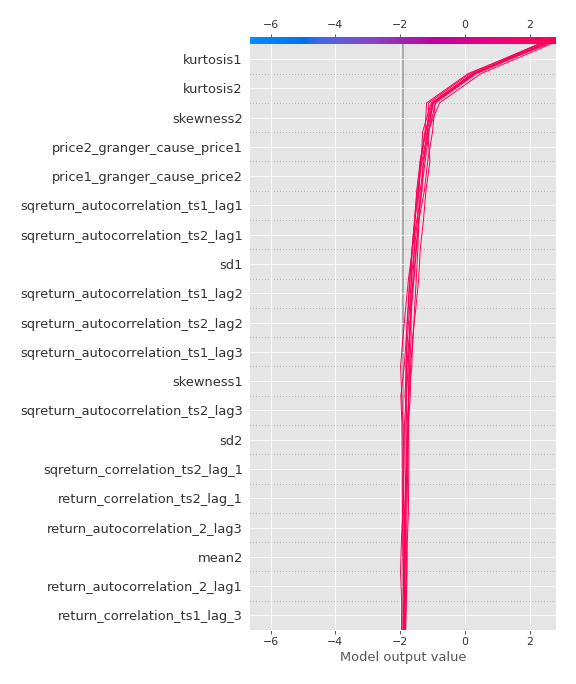 −6 −4 −2 0 2
kurtosis1
kurtosis2
skewness2
price2_granger_cause_price1
price1_granger_cause_price2
sqreturn_autocorrelation_ts1_lag1
sqreturn_autocorrelation_ts2_lag1
sd1
sqreturn_autocorrelation_ts1_lag2
sqreturn_autocorrelation_ts2_lag2
sqreturn_autocorrelation_ts1_lag3
skewness1
sqreturn_autocorrelation_ts2_lag3
sd2
sqreturn_correlation_ts2_lag_1
return_correlation_ts2_lag_1
return_autocorrelation_2_lag3
mean2
return_autocorrelation_2_lag1
return_correlation_ts1_lag_3
−6 −4 −2 0 2
Model output value